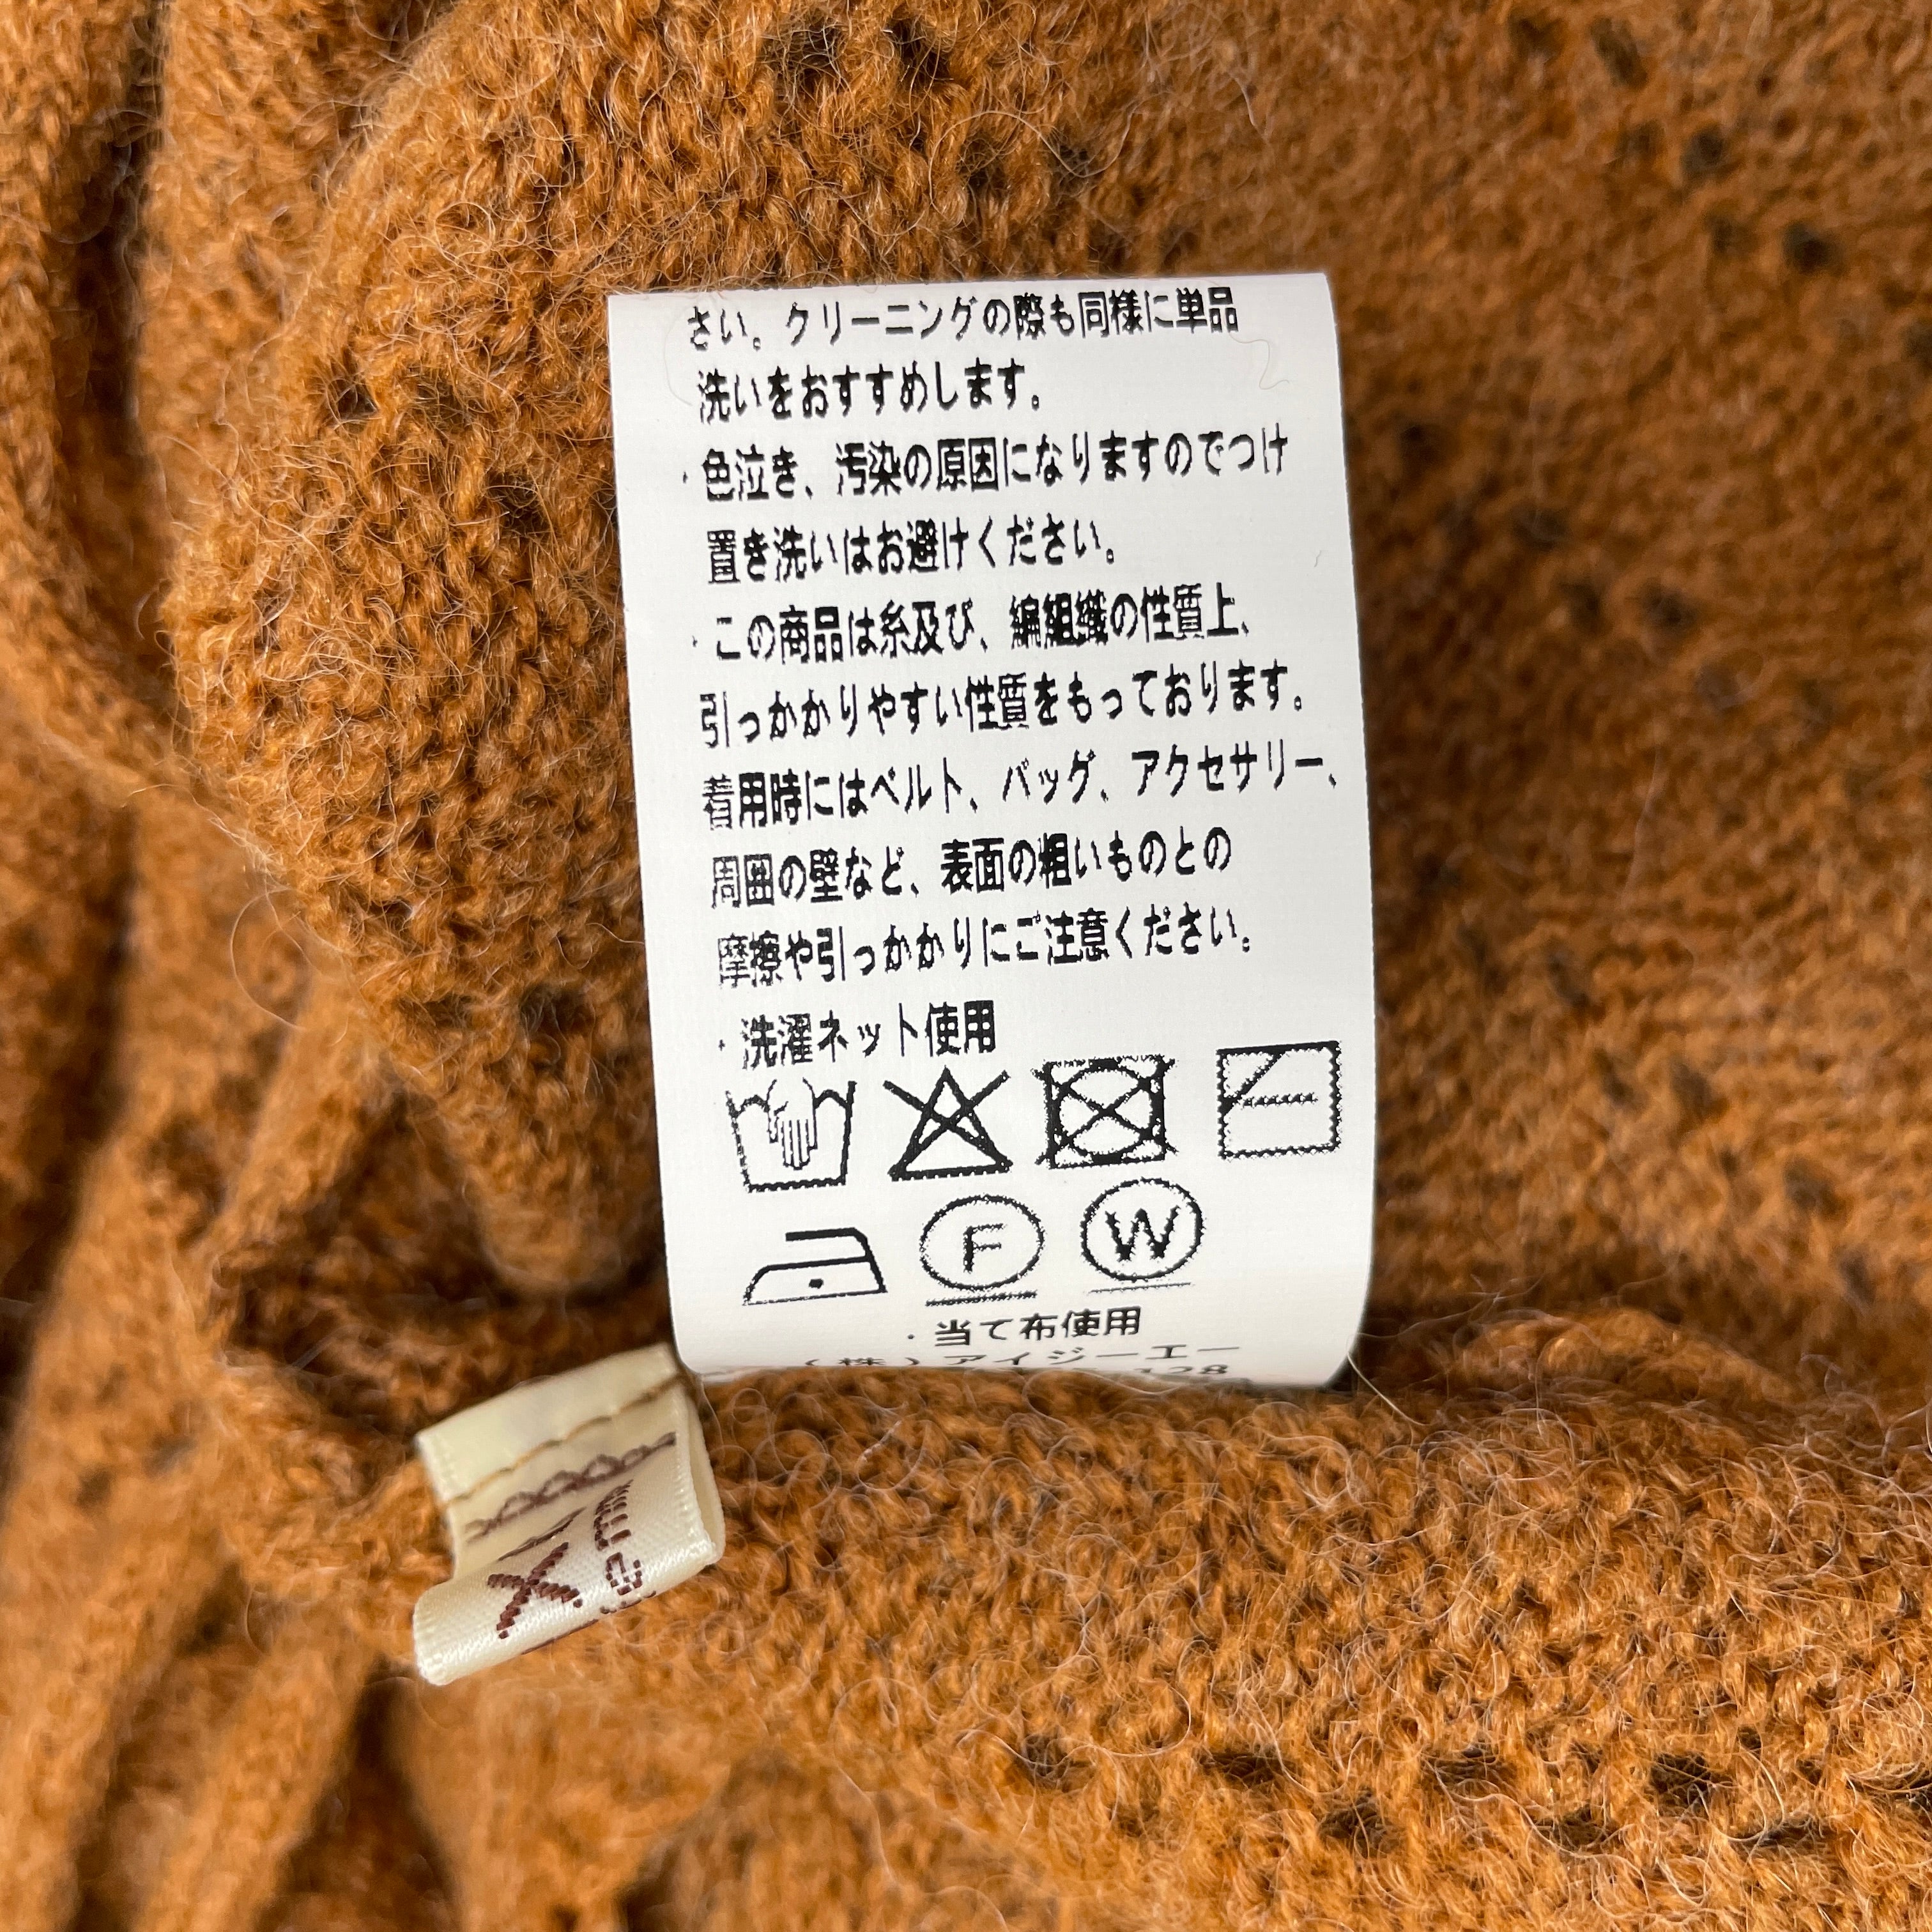 さい。クリーニングの際も同様に単品
洗いをおすすめします。
・色泣き、汚染の原因になりますのでつけ
置き洗いはお避けください。
・この商品は糸及び、編組織の性質上、
引っかかりやすい性質をもっております。
着用時にはベルト、バッグ、アクセサリー、
周囲の壁など、表面の粗いものとの
摩擦や引っかかりにご注意ください。
・洗濯ネット使用
F W
・当て布使用
（株）アイジーエー